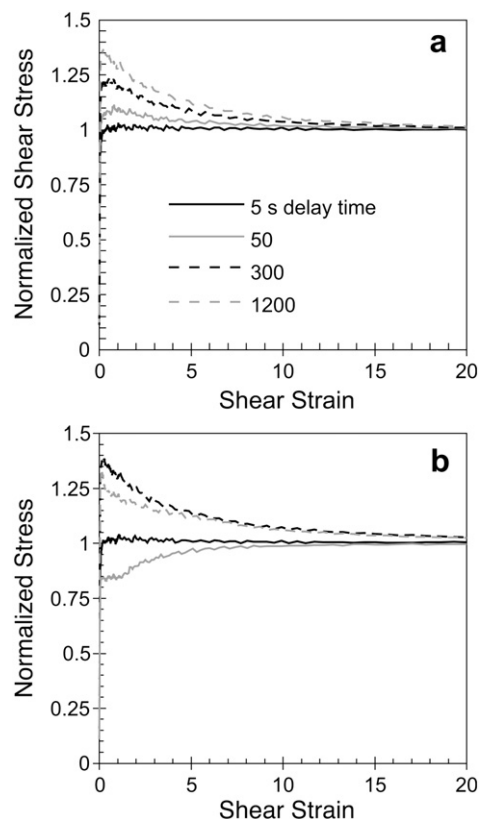 a
1.5
1.25
1
0.75
0.5
0.25
0
Normalized Shear Stress
5 s delay time
50
300
1200
0 5 10 15 20
Shear Strain
b
1.5
1.25
1
0.75
0.5
0.25
0
Normalized Stress
0 5 10 15 20
Shear Strain